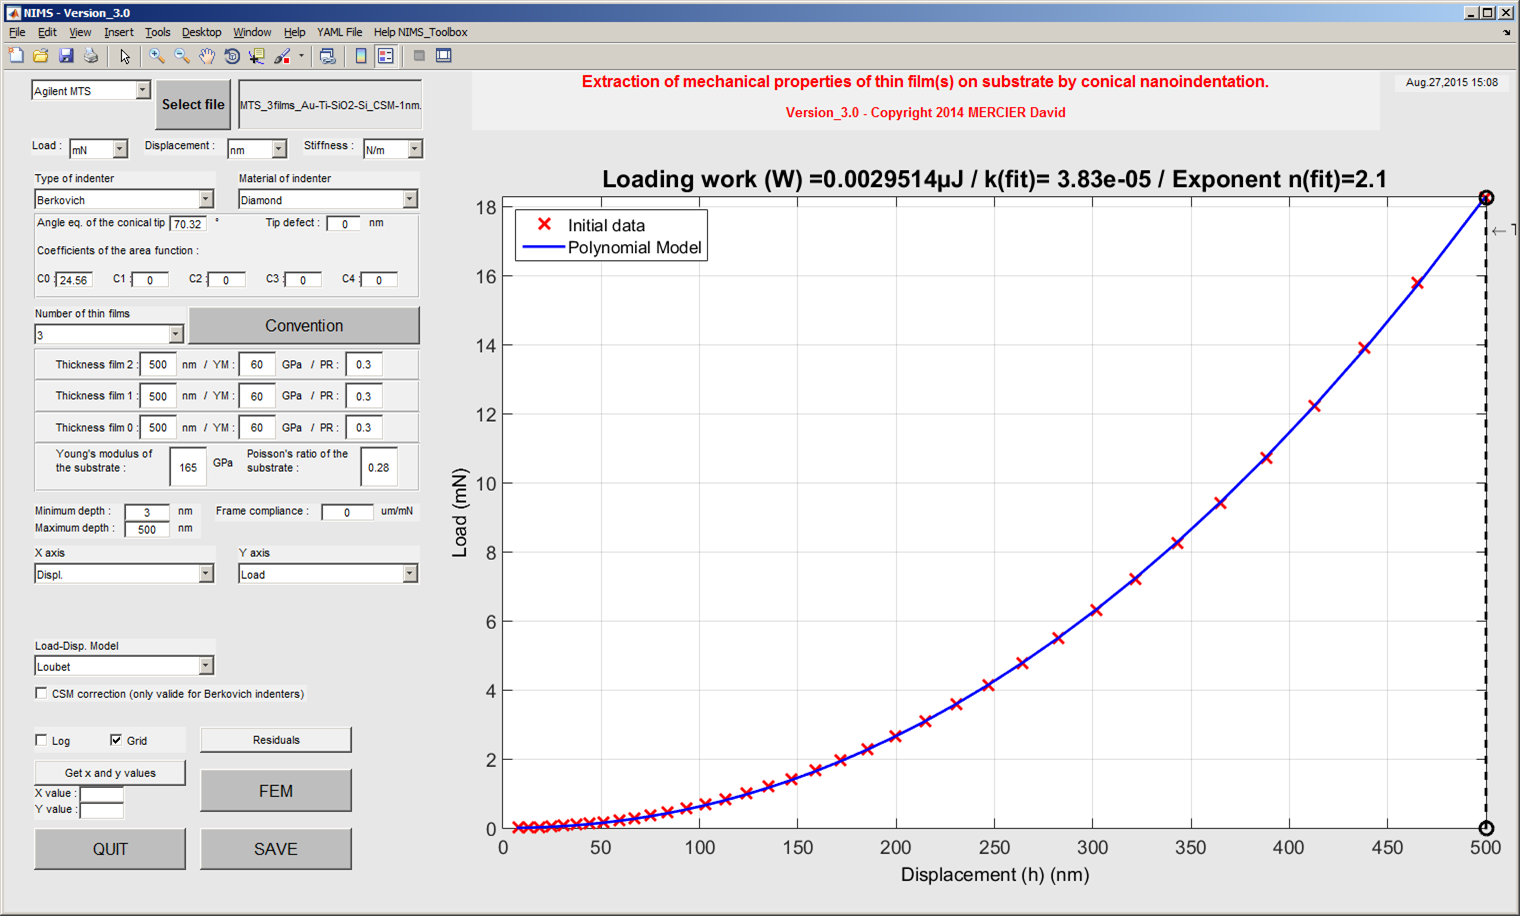 NIMS - Version_3.0
File Edit View Insert Tools Desktop Window Help YAML File Help NIMS_Toolbox
Agilent MTS
Select file
MTS_3films_Au-Ti-SiO2-Si_CSM-1nm.
Extraction of mechanical properties of thin film(s) on substrate by conical nanoindentation.
Version_3.0 - Copyright 2014 MERCIER David
Aug.27,2015 15:08
Load : mN Displacement : nm Stiffness : N/m
Type of indenter Material of indenter
Berkovich Diamond
Angle eq. of the conical tip 70.32 ° Tip defect : 0 nm
Coefficients of the area function :
C0 : 24.56 C1 : 0 C2 : 0 C3 : 0 C4 : 0
Number of thin films
3
Convention
Thickness film 2 : 500 nm / YM : 60 GPa / PR : 0.3
Thickness film 1 : 500 nm / YM : 60 GPa / PR : 0.3
Thickness film 0 : 500 nm / YM : 60 GPa / PR : 0.3
Young's modulus of
the substrate : 165 GPa
Poisson's ratio of the
substrate : 0.28
Minimum depth : 3 nm Frame compliance : 0 um/mN
Maximum depth : 500 nm
X axis Y axis
Displ. Load
Load-Disp. Model
Loubet
CSM correction (only valide for Berkovich indenters)
Log Grid Residuals
Get x and y values
X value :
Y value :
FEM
QUIT SAVE
Loading work (W) =0.0029514µJ / k(fit)= 3.83e-05 / Exponent n(fit)=2.1
Initial data
Polynomial Model
18
16
14
12
10
8
6
4
2
0
Load (mN)
0 50 100 150 200 250 300 350 400 450 500
Displacement (h) (nm)